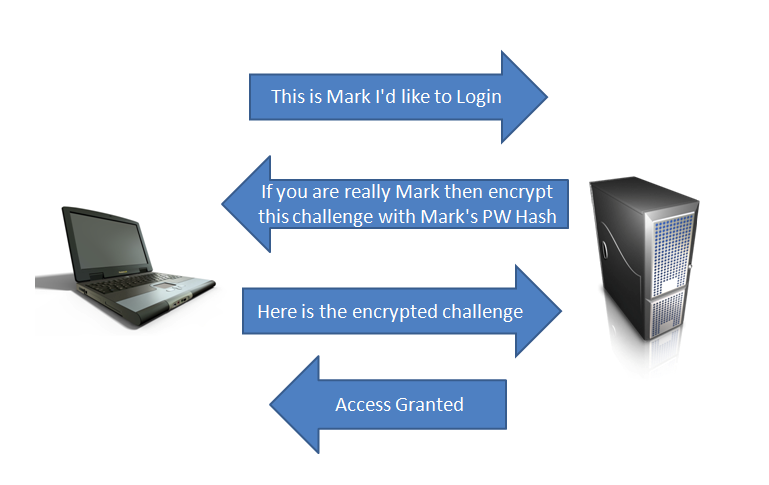 This is Mark I'd like to Login
If you are really Mark then encrypt
this challenge with Mark's PW Hash
Here is the encrypted challenge
Access Granted